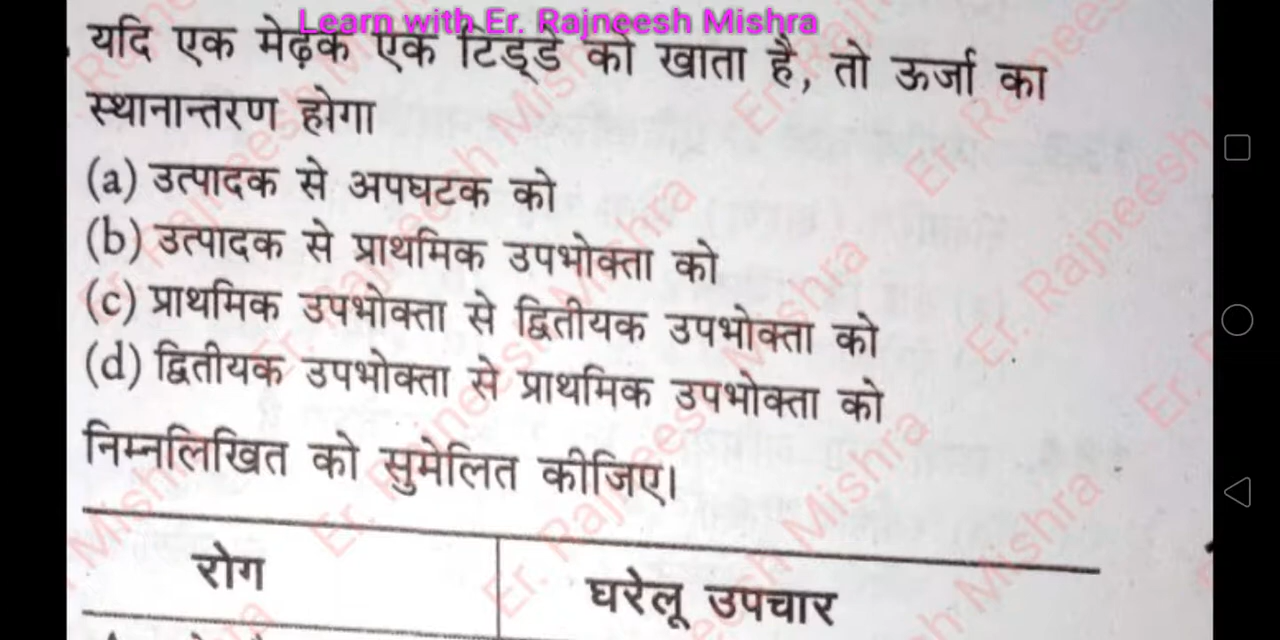 Learn with Er. Rajneesh Mishra
यदि एक मेढ़क एक टिड्डे को खाता है, तो ऊर्जा का
स्थानान्तरण होगा
(a) उत्पादक से अपघटक को
(b) उत्पादक से प्राथमिक उपभोक्ता को
(c) प्राथमिक उपभोक्ता से द्वितीयक उपभोक्ता को
(d) द्वितीयक उपभोक्ता से प्राथमिक उपभोक्ता को
निम्नलिखित को सुमेलित कीजिए।
रोग घरेलू उपचार